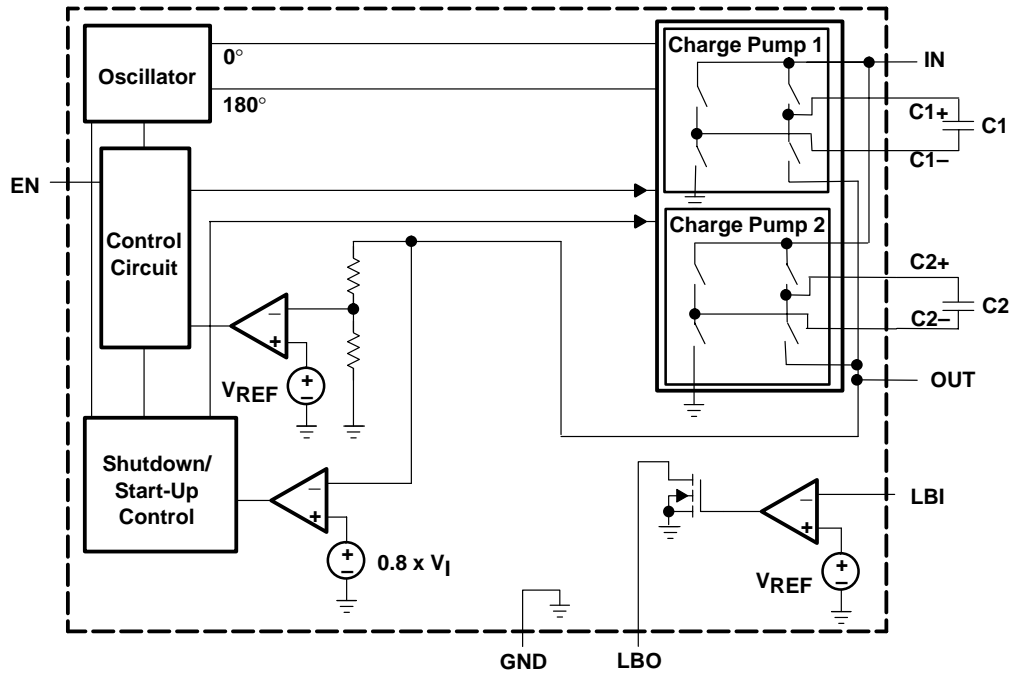 Oscillator
0°
180°
Charge Pump 1
IN
C1+
C1
C1–
EN
Control
Circuit
Charge Pump 2
C2+
C2
C2–
–
+
+
–
VREF
OUT
Shutdown/
Start-Up
Control
–
+
+
–
0.8 x VI
–
+
LBI
+
–
VREF
GND
LBO